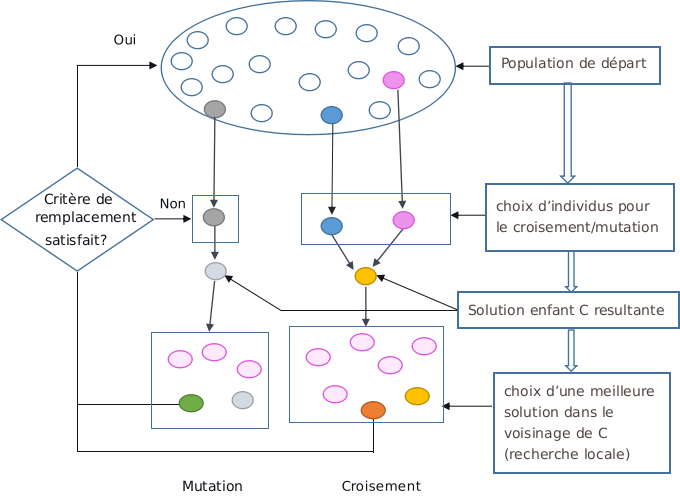 Oui
Population de départ
Critère de
remplacement
satisfait?
Non
choix d’individus pour
le croisement/mutation
Solution enfant C resultante
choix d’une meilleure
solution dans le
voisinage de C
(recherche locale)
Mutation
Croisement